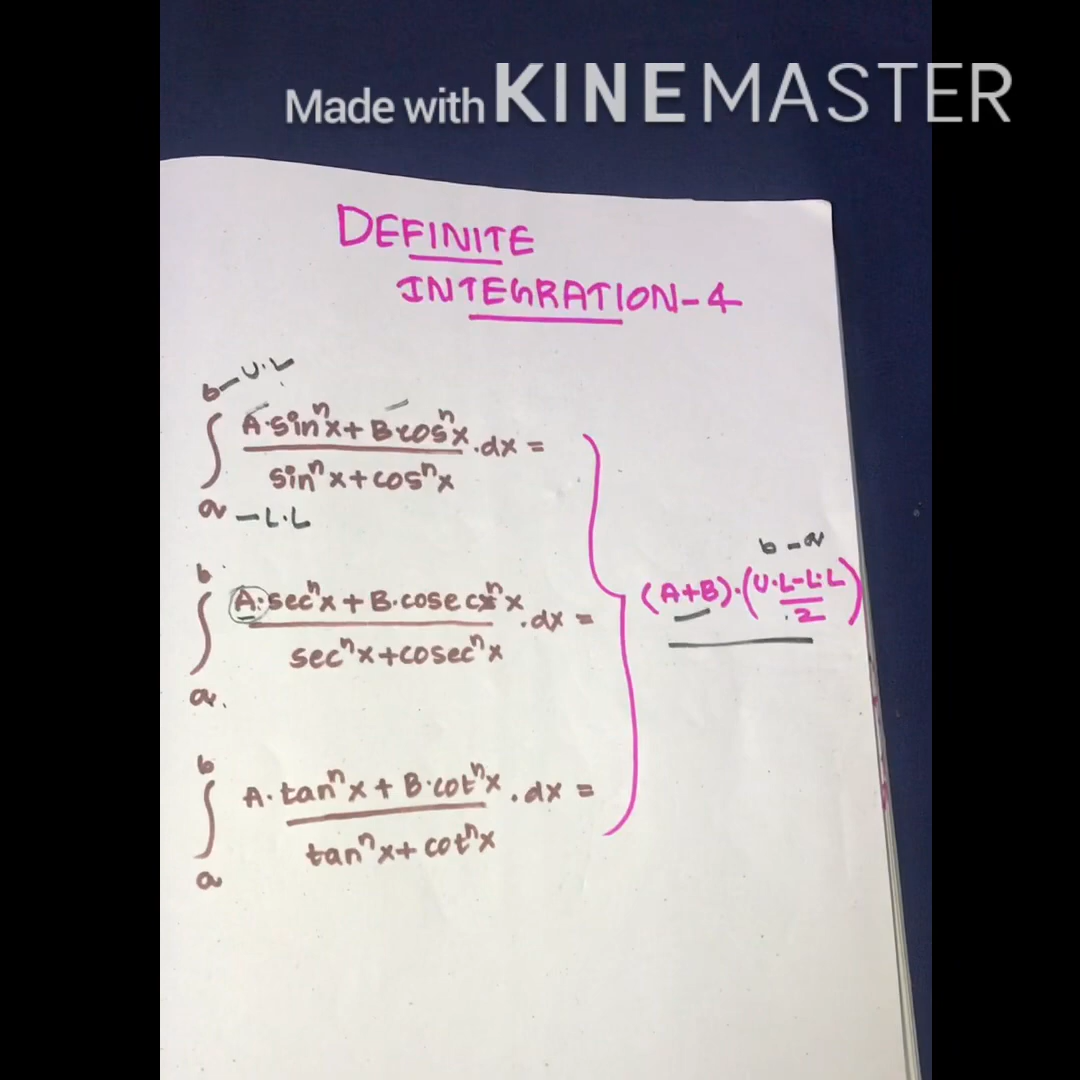 Made with KINEMASTER
DEFINITE
INTEGRATION-4
b-U.L
∫ A.sinⁿx+B.cosⁿx .dx =
sinⁿx+cosⁿx
a-L.L
b-a
(A+B).(U.L-L.L/2)
b
∫ A.secⁿx+B.cosecⁿx .dx =
secⁿx+cosecⁿx
a.
b
∫ A.tanⁿx+B.cotⁿx .dx =
tanⁿx+cotⁿx
a